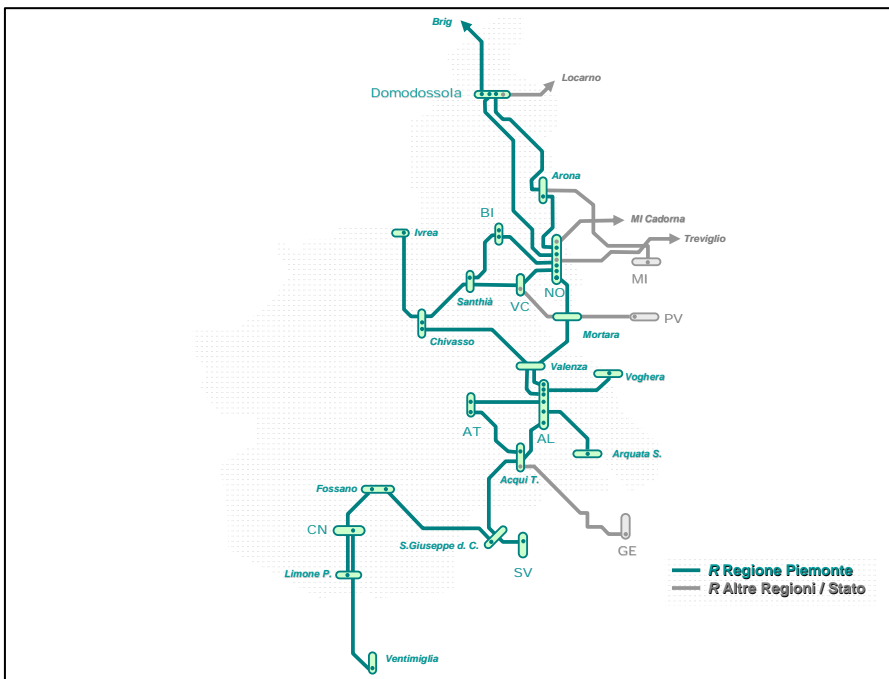 Brig
Locarno
Domodossola
Arona
MI Cadorna
BI
Ivrea
Treviglio
MI
Santhià
VC
NO
PV
Mortara
Chivasso
Valenza
Voghera
AT
AL
Arquata S.
Acqui T.
Fossano
CN
S.Giuseppe d. C.
GE
SV
Limone P.
R Regione Piemonte
R Altre Regioni / Stato
Ventimiglia